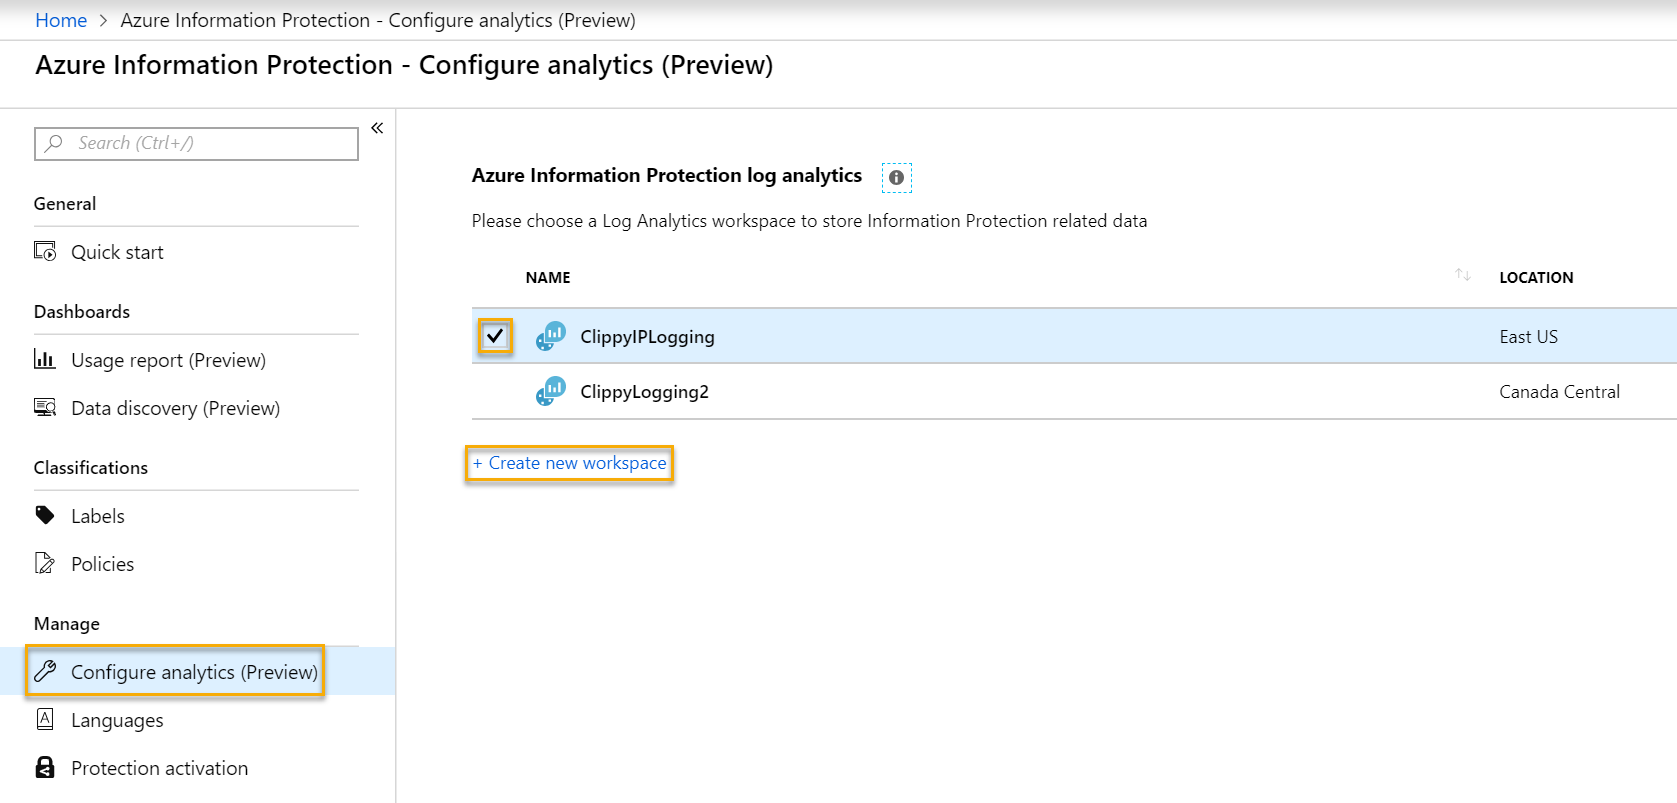 Home > Azure Information Protection - Configure analytics (Preview)
Azure Information Protection - Configure analytics (Preview)
Search (Ctrl+/)
«
General
Quick start
Dashboards
Usage report (Preview)
Data discovery (Preview)
Classifications
Labels
Policies
Manage
Configure analytics (Preview)
Languages
Protection activation
Azure Information Protection log analytics
Please choose a Log Analytics workspace to store Information Protection related data
NAME LOCATION
ClippyIPLogging East US
ClippyLogging2 Canada Central
+ Create new workspace